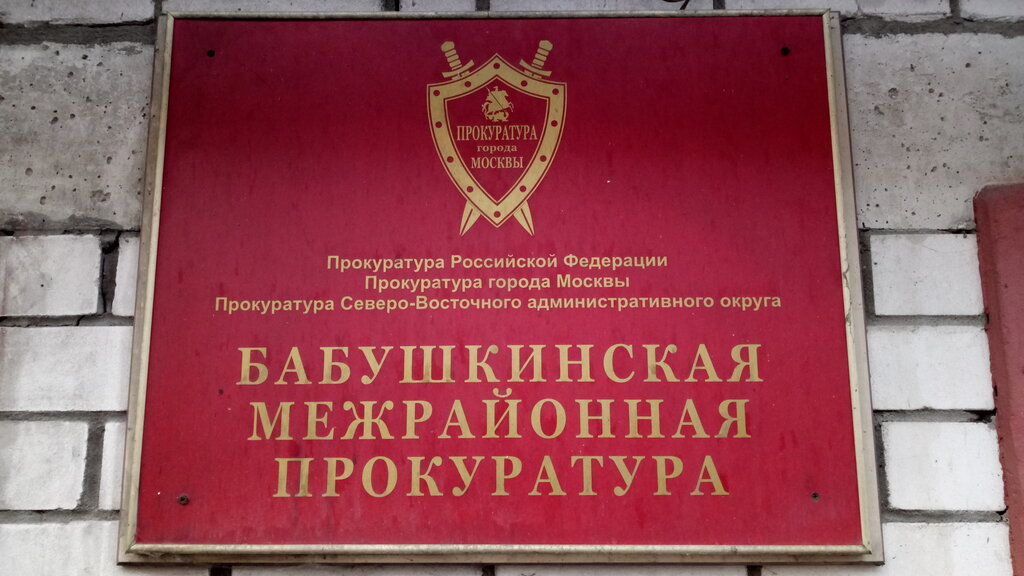 ПРОКУРАТУРА
города
МОСКВЫ
Прокуратура Российской Федерации
Прокуратура города Москвы
Прокуратура Северо-Восточного административного округа
БАБУШКИНСКАЯ
МЕЖРАЙОННАЯ
ПРОКУРАТУРА